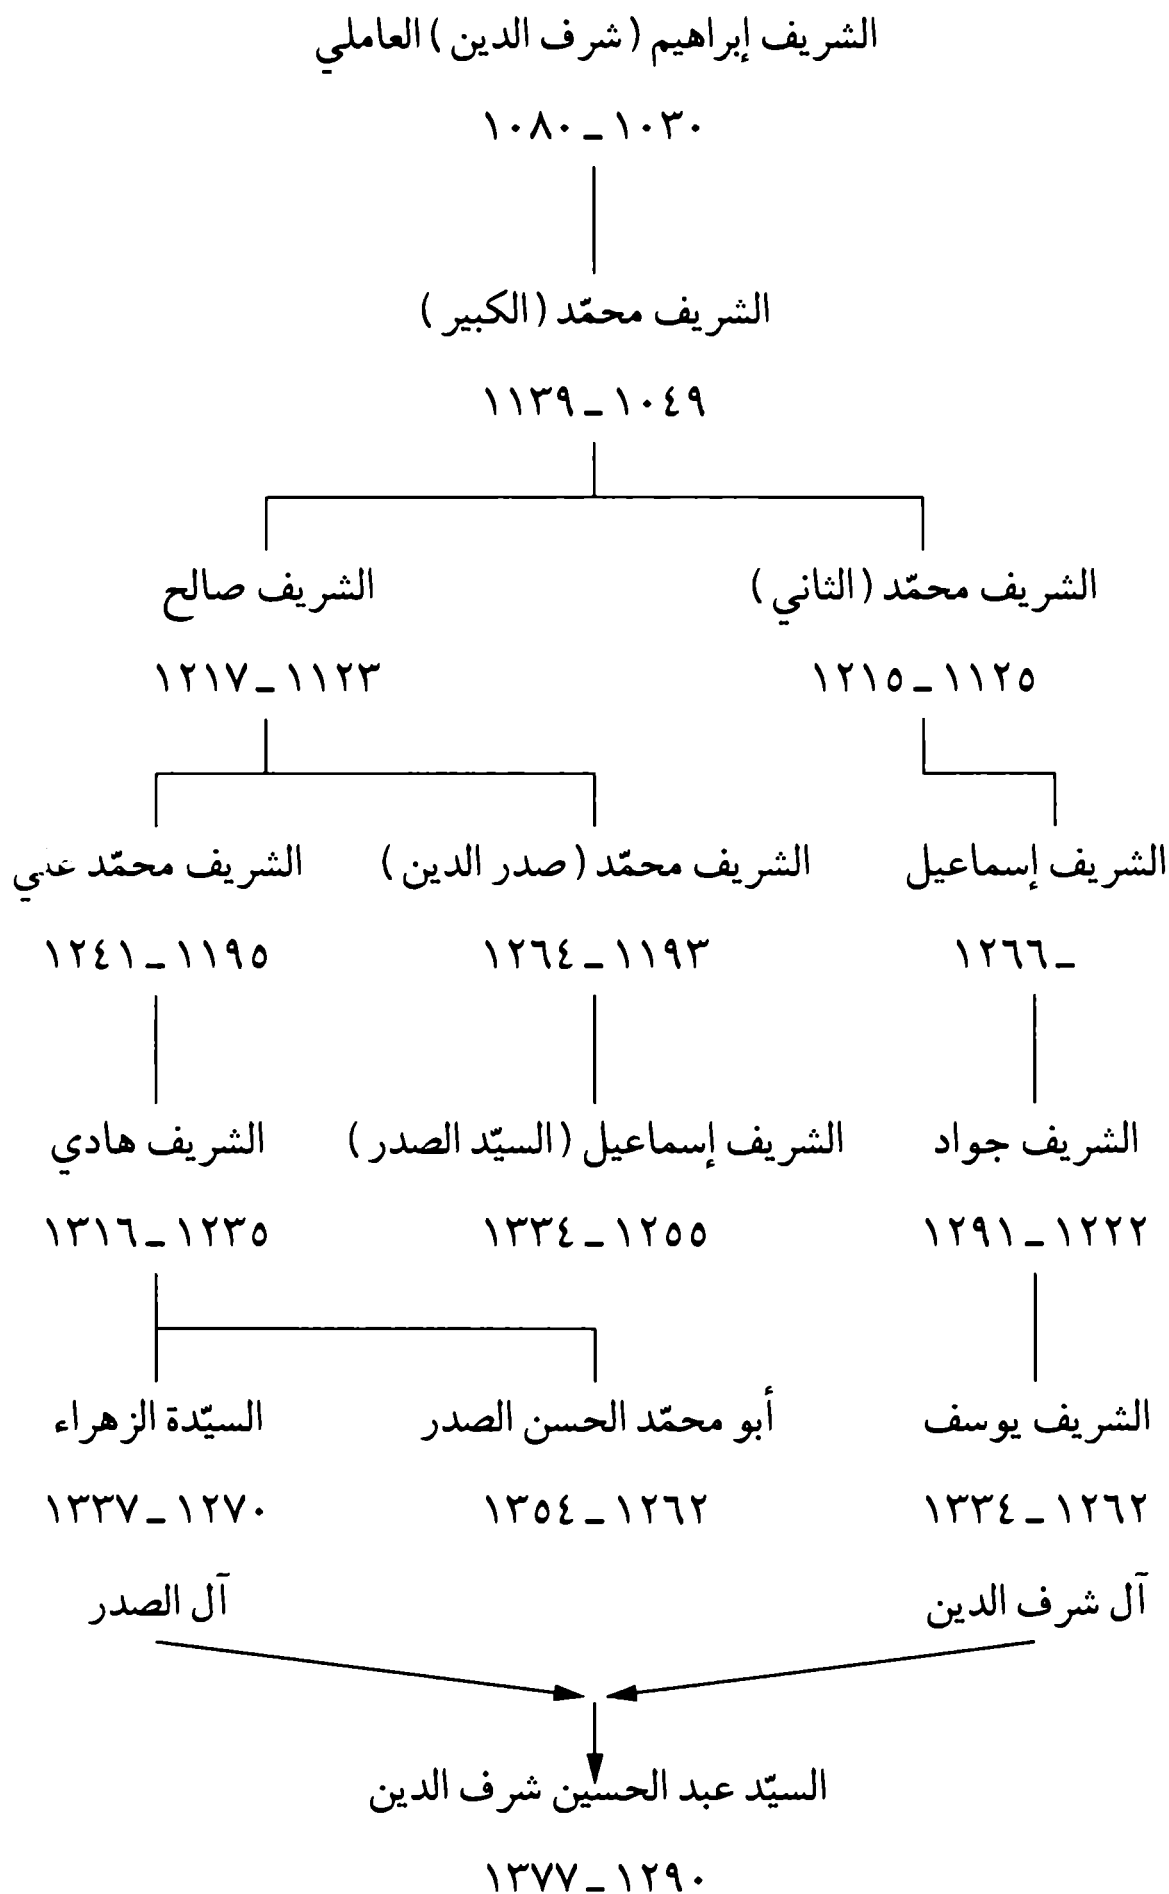 الشريف إبراهيم (شرف الدين) العاملي
١٠٣٠ ـ ١٠٨٠
الشريف محمّد (الكبير)
١٠٤٩ ـ ١١٣٩
الشريف محمّد (الثاني) الشريف صالح
١١٢٥ ـ ١٢١٥ ١١٢٣ ـ ١٢١٧
الشريف إسماعيل الشريف محمّد (صدر الدين) الشريف محمّد علي
ـ ١٢٦٦ ١١٩٣ ـ ١٢٦٤ ١١٩٥ ـ ١٢٤١
الشريف جواد الشريف إسماعيل (السيّد الصدر) الشريف هادي
١٢٢٢ ـ ١٢٩١ ١٢٥٥ ـ ١٣٣٤ ١٢٣٥ ـ ١٣١٦
الشريف يوسف أبو محمّد الحسن الصدر السيّدة الزهراء
١٢٦٢ ـ ١٣٣٤ ١٢٦٢ ـ ١٣٥٤ ١٢٧٠ ـ ١٣٣٧
آل شرف الدين آل الصدر
السيّد عبد الحسين شرف الدين
١٢٩٠ ـ ١٣٧٧